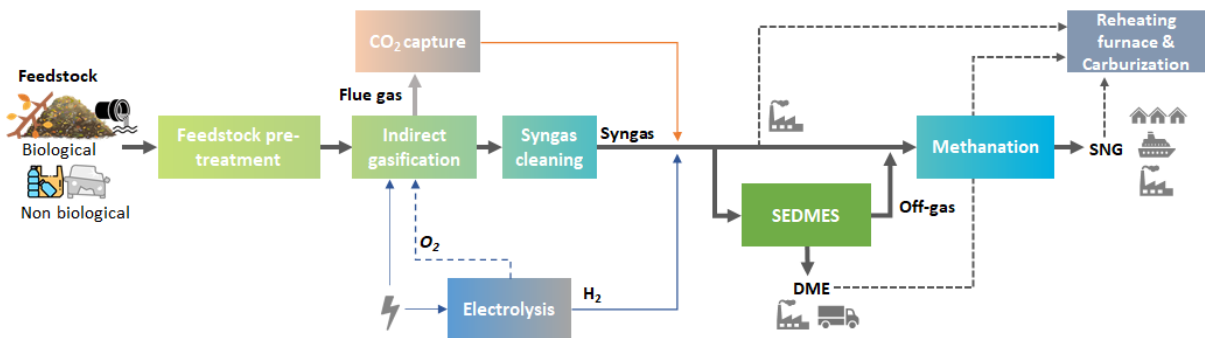 Feedstock
Biological
Non biological
Feedstock pre-
treatment
CO₂ capture
Flue gas
Indirect
gasification
Syngas
cleaning
Syngas
O₂
Electrolysis
H₂
SEDMES
Off-gas
DME
Methanation
SNG
Reheating
furnace &
Carburization